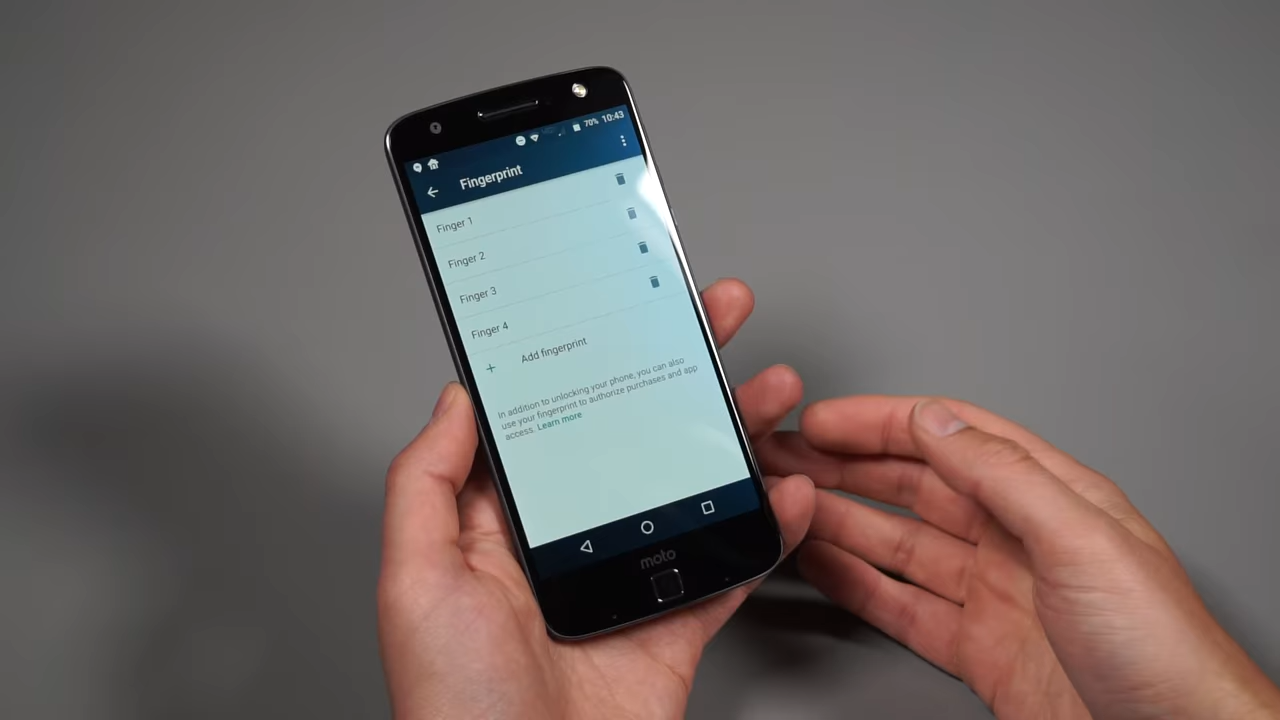 70% 10:43
Fingerprint
Finger 1
Finger 2
Finger 3
Finger 4
Add fingerprint
In addition to unlocking your phone, you can also
use your fingerprint to authorize purchases and app
access. Learn more
moto